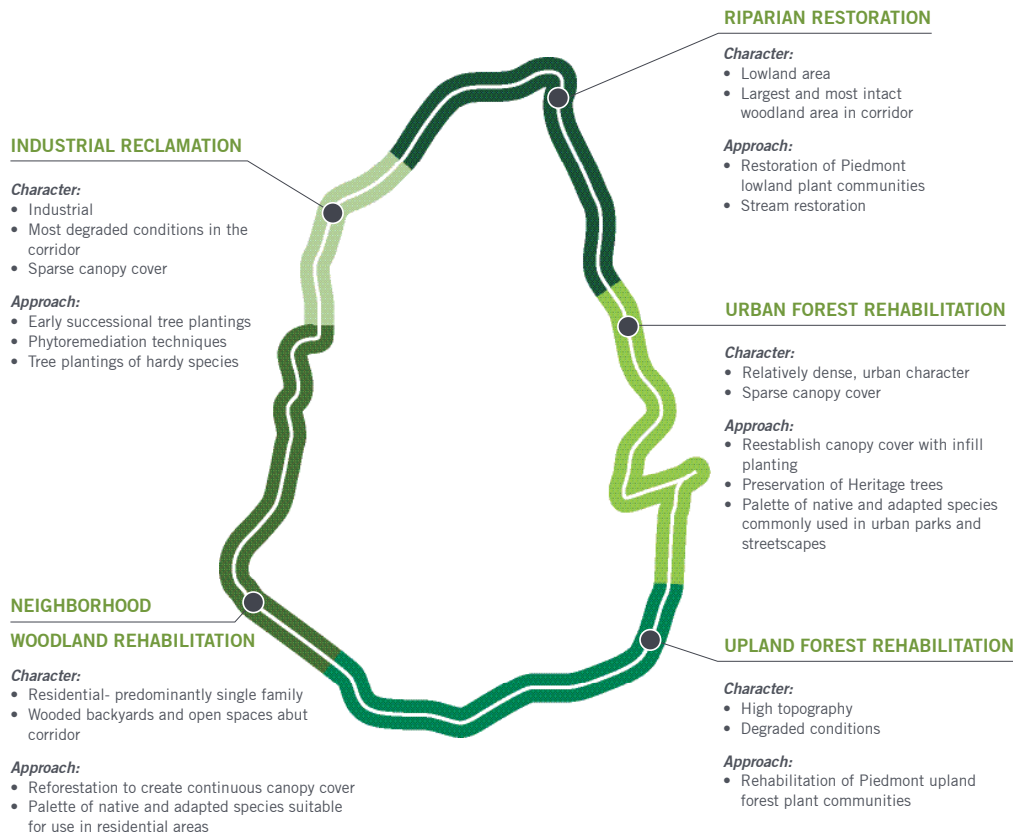 RIPARIAN RESTORATION
Character:
• Lowland area
• Largest and most intact
woodland area in corridor
Approach:
• Restoration of Piedmont
lowland plant communities
• Stream restoration
INDUSTRIAL RECLAMATION
Character:
• Industrial
• Most degraded conditions in the
corridor
• Sparse canopy cover
Approach:
• Early successional tree plantings
• Phytoremediation techniques
• Tree plantings of hardy species
URBAN FOREST REHABILITATION
Character:
• Relatively dense, urban character
• Sparse canopy cover
Approach:
• Reestablish canopy cover with infill
planting
• Preservation of Heritage trees
• Palette of native and adapted species
commonly used in urban parks and
streetscapes
NEIGHBORHOOD
WOODLAND REHABILITATION
Character:
• Residential- predominantly single family
• Wooded backyards and open spaces abut
corridor
Approach:
• Reforestation to create continuous canopy cover
• Palette of native and adapted species suitable
for use in residential areas
UPLAND FOREST REHABILITATION
Character:
• High topography
• Degraded conditions
Approach:
• Rehabilitation of Piedmont upland
forest plant communities